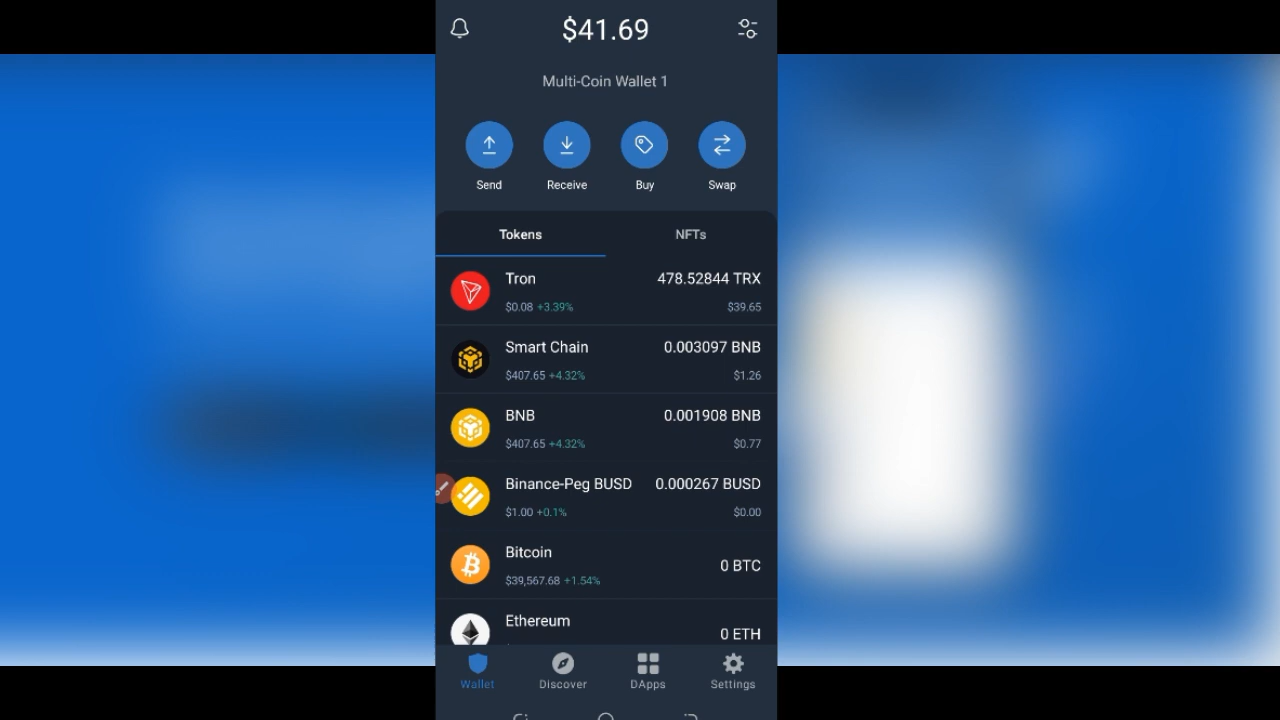 $41.69
Multi-Coin Wallet 1
Send Receive Buy Swap
Tokens NFTs
Tron 478.52844 TRX
$0.08 +3.39% $39.65
Smart Chain 0.003097 BNB
$407.65 +4.32% $1.26
BNB 0.001908 BNB
$407.65 +4.32% $0.77
Binance-Peg BUSD 0.000267 BUSD
$1.00 +0.1% $0.00
Bitcoin
0 BTC
$39,567.68 +1.54%
Ethereum
0 ETH
Wallet Discover DApps Settings